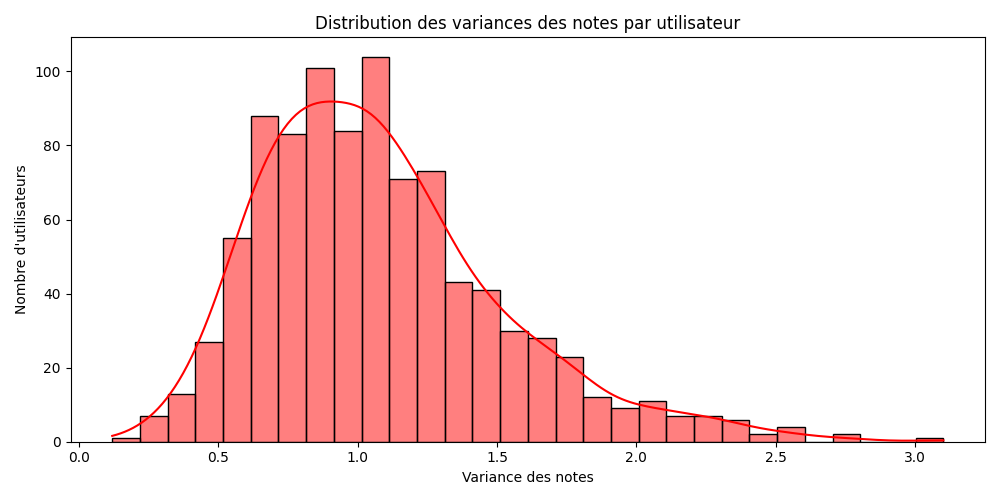 Distribution des variances des notes par utilisateur
Nombre d'utilisateurs
100
80
60
40
20
0
0.0 0.5 1.0 1.5 2.0 2.5 3.0
Variance des notes